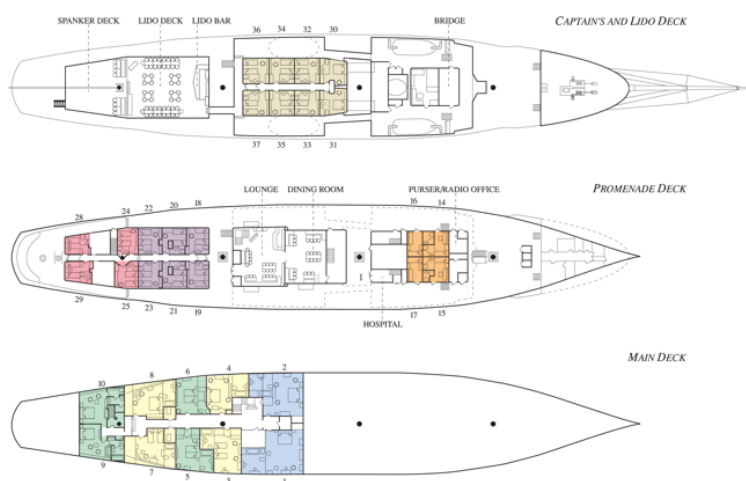 SPANKER DECK LIDO DECK LIDO BAR BRIDGE CAPTAIN'S AND LIDO DECK
36 34 32 30
37 35 33 31
LOUNGE DINING ROOM PURSER/RADIO OFFICE PROMENADE DECK
28 24 22 20 18 16 14
1
29 25 23 21 19 17 15
HOSPITAL
MAIN DECK
10 8 6 4 2
9 7 5 3 1